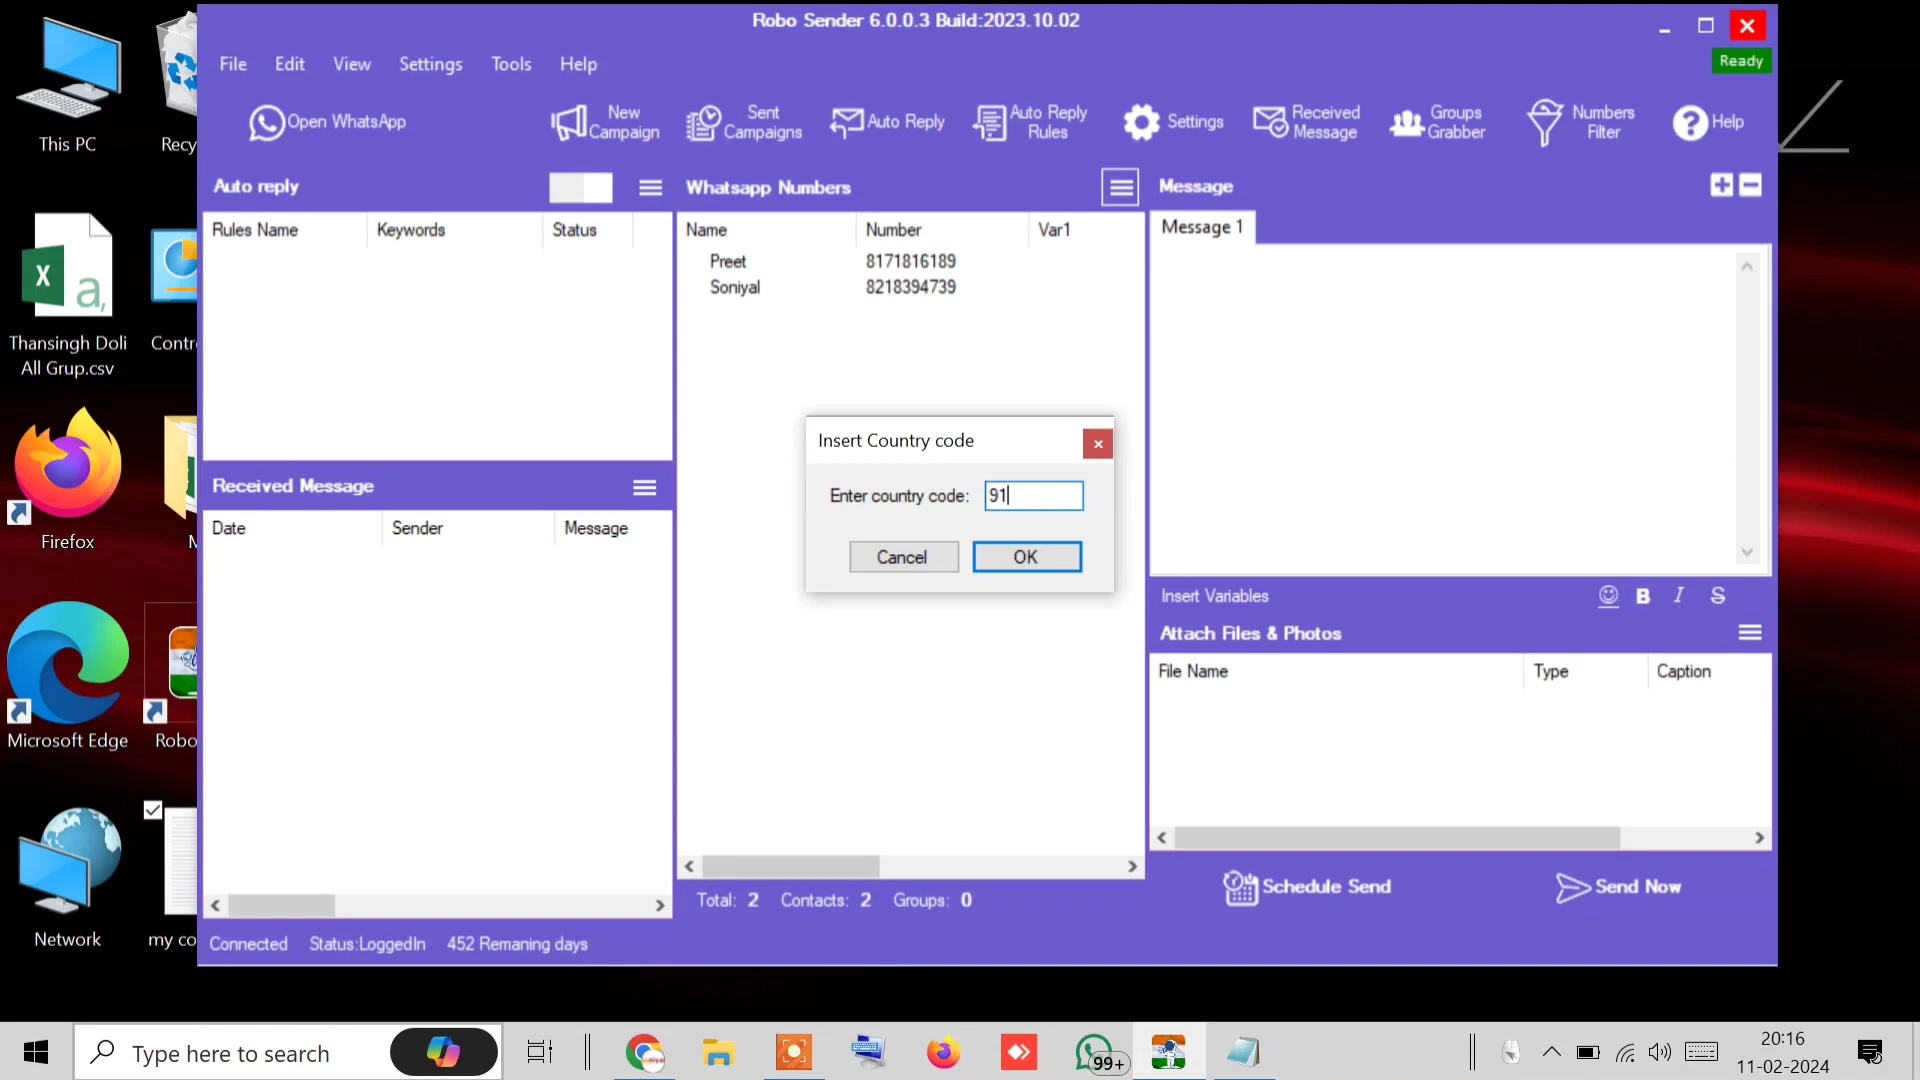 Robo Sender 6.0.0.3 Build:2023.10.02
File Edit View Settings Tools Help
Ready
Open WhatsApp
New Campaign
Sent Campaigns
Auto Reply
Auto Reply Rules
Settings
Received Message
Groups Grabber
Numbers Filter
Help
Auto reply
Rules Name Keywords Status
Received Message
Date Sender Message
Whatsapp Numbers
Name Number Var1
Preet 8171816189
Soniyal 8218394739
Insert Country code
Enter country code: 91
Cancel OK
Total: 2 Contacts: 2 Groups: 0
Message
Message 1
Insert Variables
B I S
Attach Files & Photos
File Name Type Caption
Schedule Send
Send Now
Connected Status:LoggedIn 452 Remaning days
This PC
Recy
Thansingh Doli
All Grup.csv
Contr
Firefox
M
Microsoft Edge
Robo
Network
my co
Type here to search
99+
20:16
11-02-2024